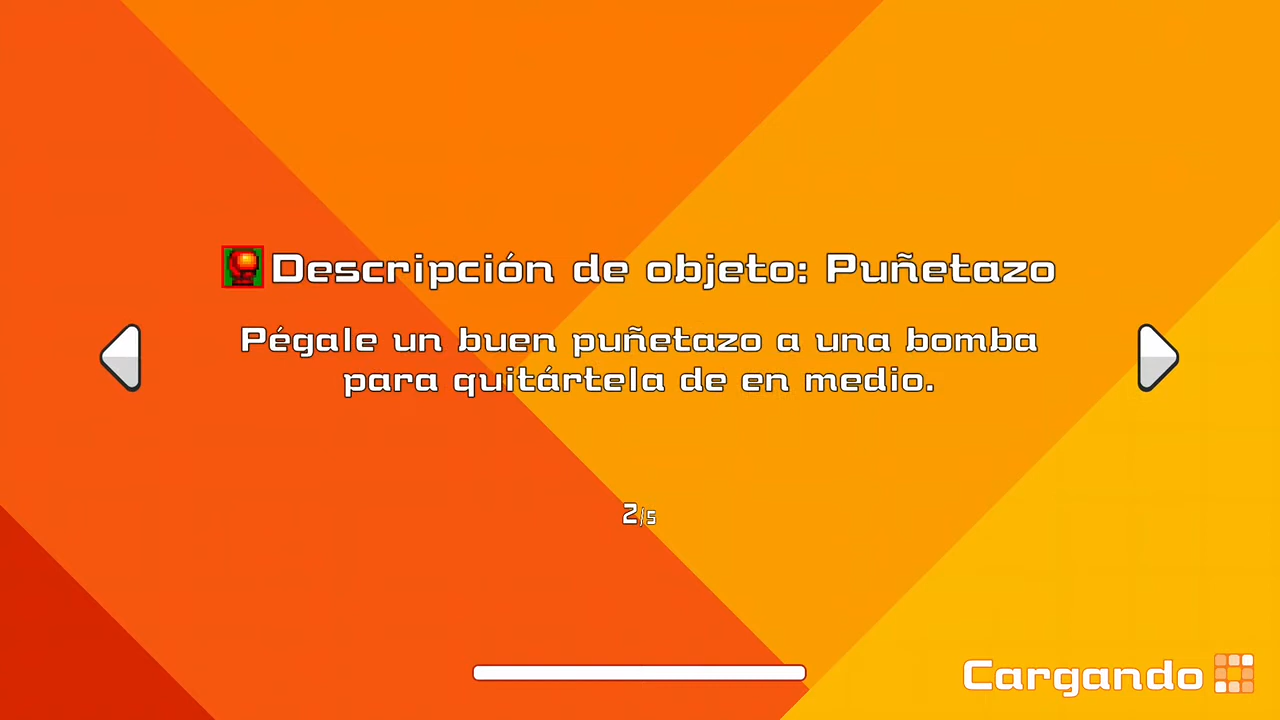 Descripción de objeto: Puñetazo
Pégale un buen puñetazo a una bomba
para quitártela de en medio.
2/5
Cargando